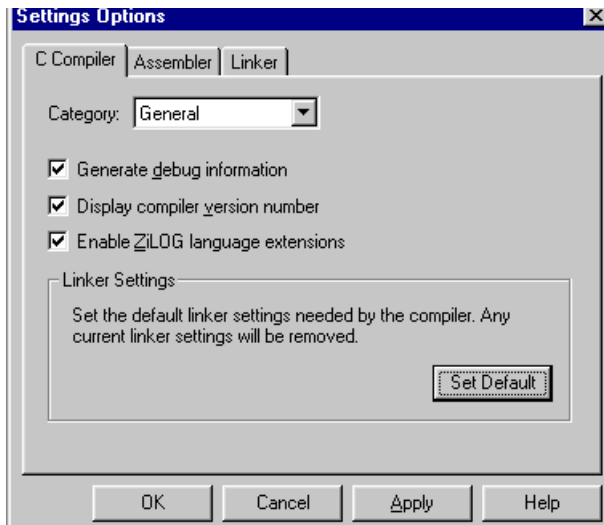 Settings Options
C Compiler Assembler Linker
Category: General
Generate debug information
Display compiler version number
Enable ZiLOG language extensions
Linker Settings
Set the default linker settings needed by the compiler. Any
current linker settings will be removed.
Set Default
OK Cancel Apply Help